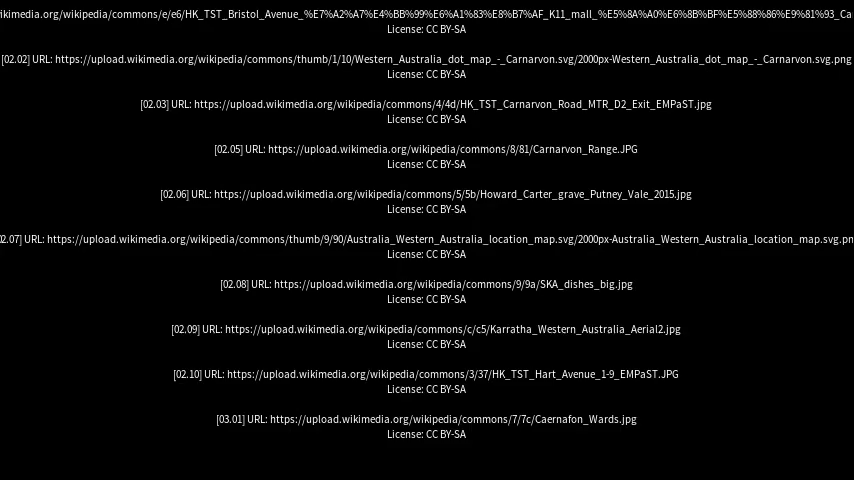 ikimedia.org/wikipedia/commons/e/e6/HK_TST_Bristol_Avenue_%E7%A2%A7%E4%BB%99%E6%A1%83%E8%B7%AF_K11_mall_%E5%8A%A0%E6%8B%BF%E5%88%86%E9%81%93_Ca
License: CC BY-SA
[02.02] URL: https://upload.wikimedia.org/wikipedia/commons/thumb/1/10/Western_Australia_dot_map_-_Carnarvon.svg/2000px-Western_Australia_dot_map_-_Carnarvon.svg.png
License: CC BY-SA
[02.03] URL: https://upload.wikimedia.org/wikipedia/commons/4/4d/HK_TST_Carnarvon_Road_MTR_D2_Exit_EMPaST.jpg
License: CC BY-SA
[02.05] URL: https://upload.wikimedia.org/wikipedia/commons/8/81/Carnarvon_Range.JPG
License: CC BY-SA
[02.06] URL: https://upload.wikimedia.org/wikipedia/commons/5/5b/Howard_Carter_grave_Putney_Vale_2015.jpg
License: CC BY-SA
02.07] URL: https://upload.wikimedia.org/wikipedia/commons/thumb/9/90/Australia_Western_Australia_location_map.svg/2000px-Australia_Western_Australia_location_map.svg.pn
License: CC BY-SA
[02.08] URL: https://upload.wikimedia.org/wikipedia/commons/9/9a/SKA_dishes_big.jpg
License: CC BY-SA
[02.09] URL: https://upload.wikimedia.org/wikipedia/commons/c/c5/Karratha_Western_Australia_Aerial2.jpg
License: CC BY-SA
[02.10] URL: https://upload.wikimedia.org/wikipedia/commons/3/37/HK_TST_Hart_Avenue_1-9_EMPaST.JPG
License: CC BY-SA
[03.01] URL: https://upload.wikimedia.org/wikipedia/commons/7/7c/Caernafon_Wards.jpg
License: CC BY-SA